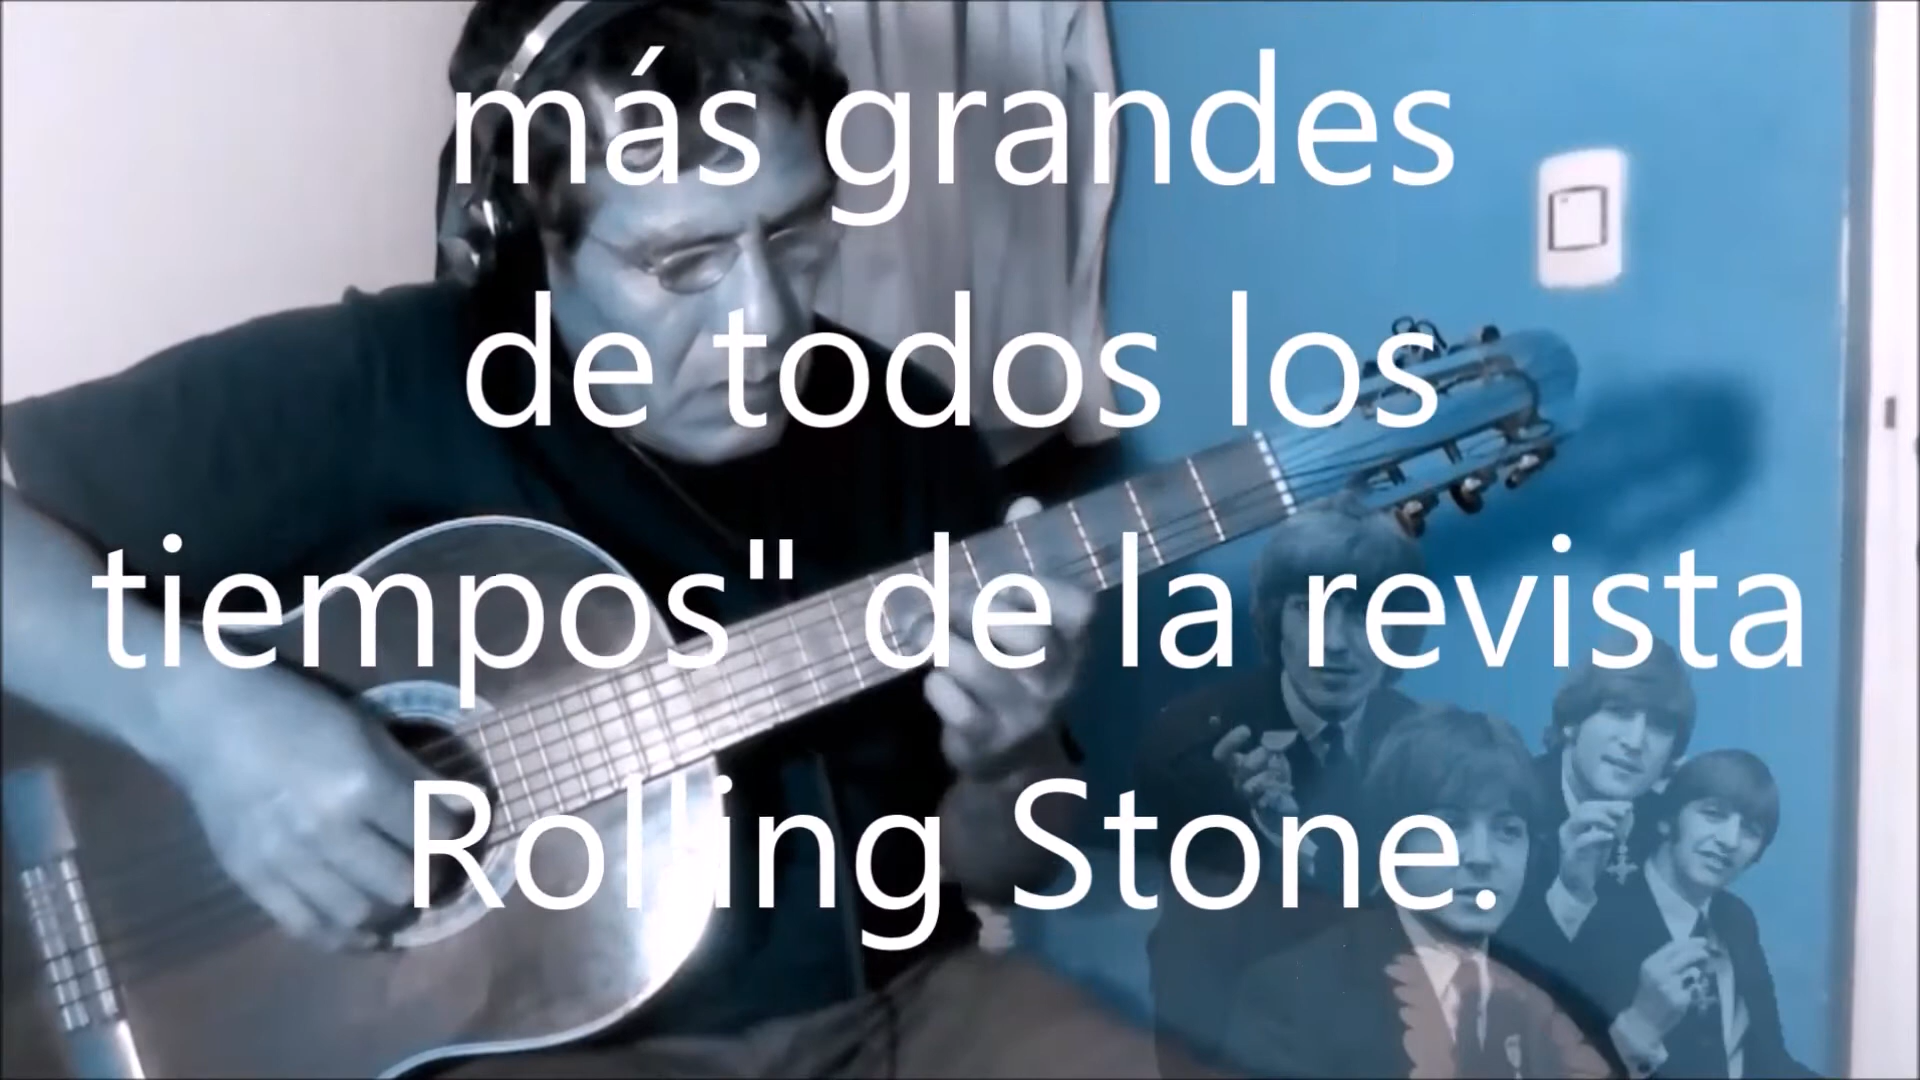 más grandes
de todos los
tiempos" de la revista
Rolling Stone.